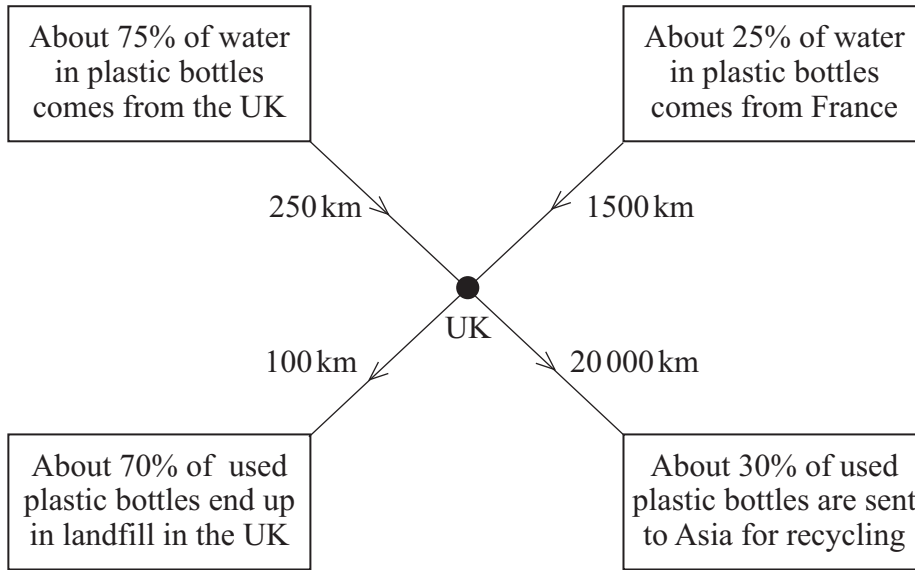 About 75% of water
in plastic bottles
comes from the UK
About 25% of water
in plastic bottles
comes from France
250 km
1500 km
UK
100 km
20 000 km
About 70% of used
plastic bottles end up
in landfill in the UK
About 30% of used
plastic bottles are sent
to Asia for recycling